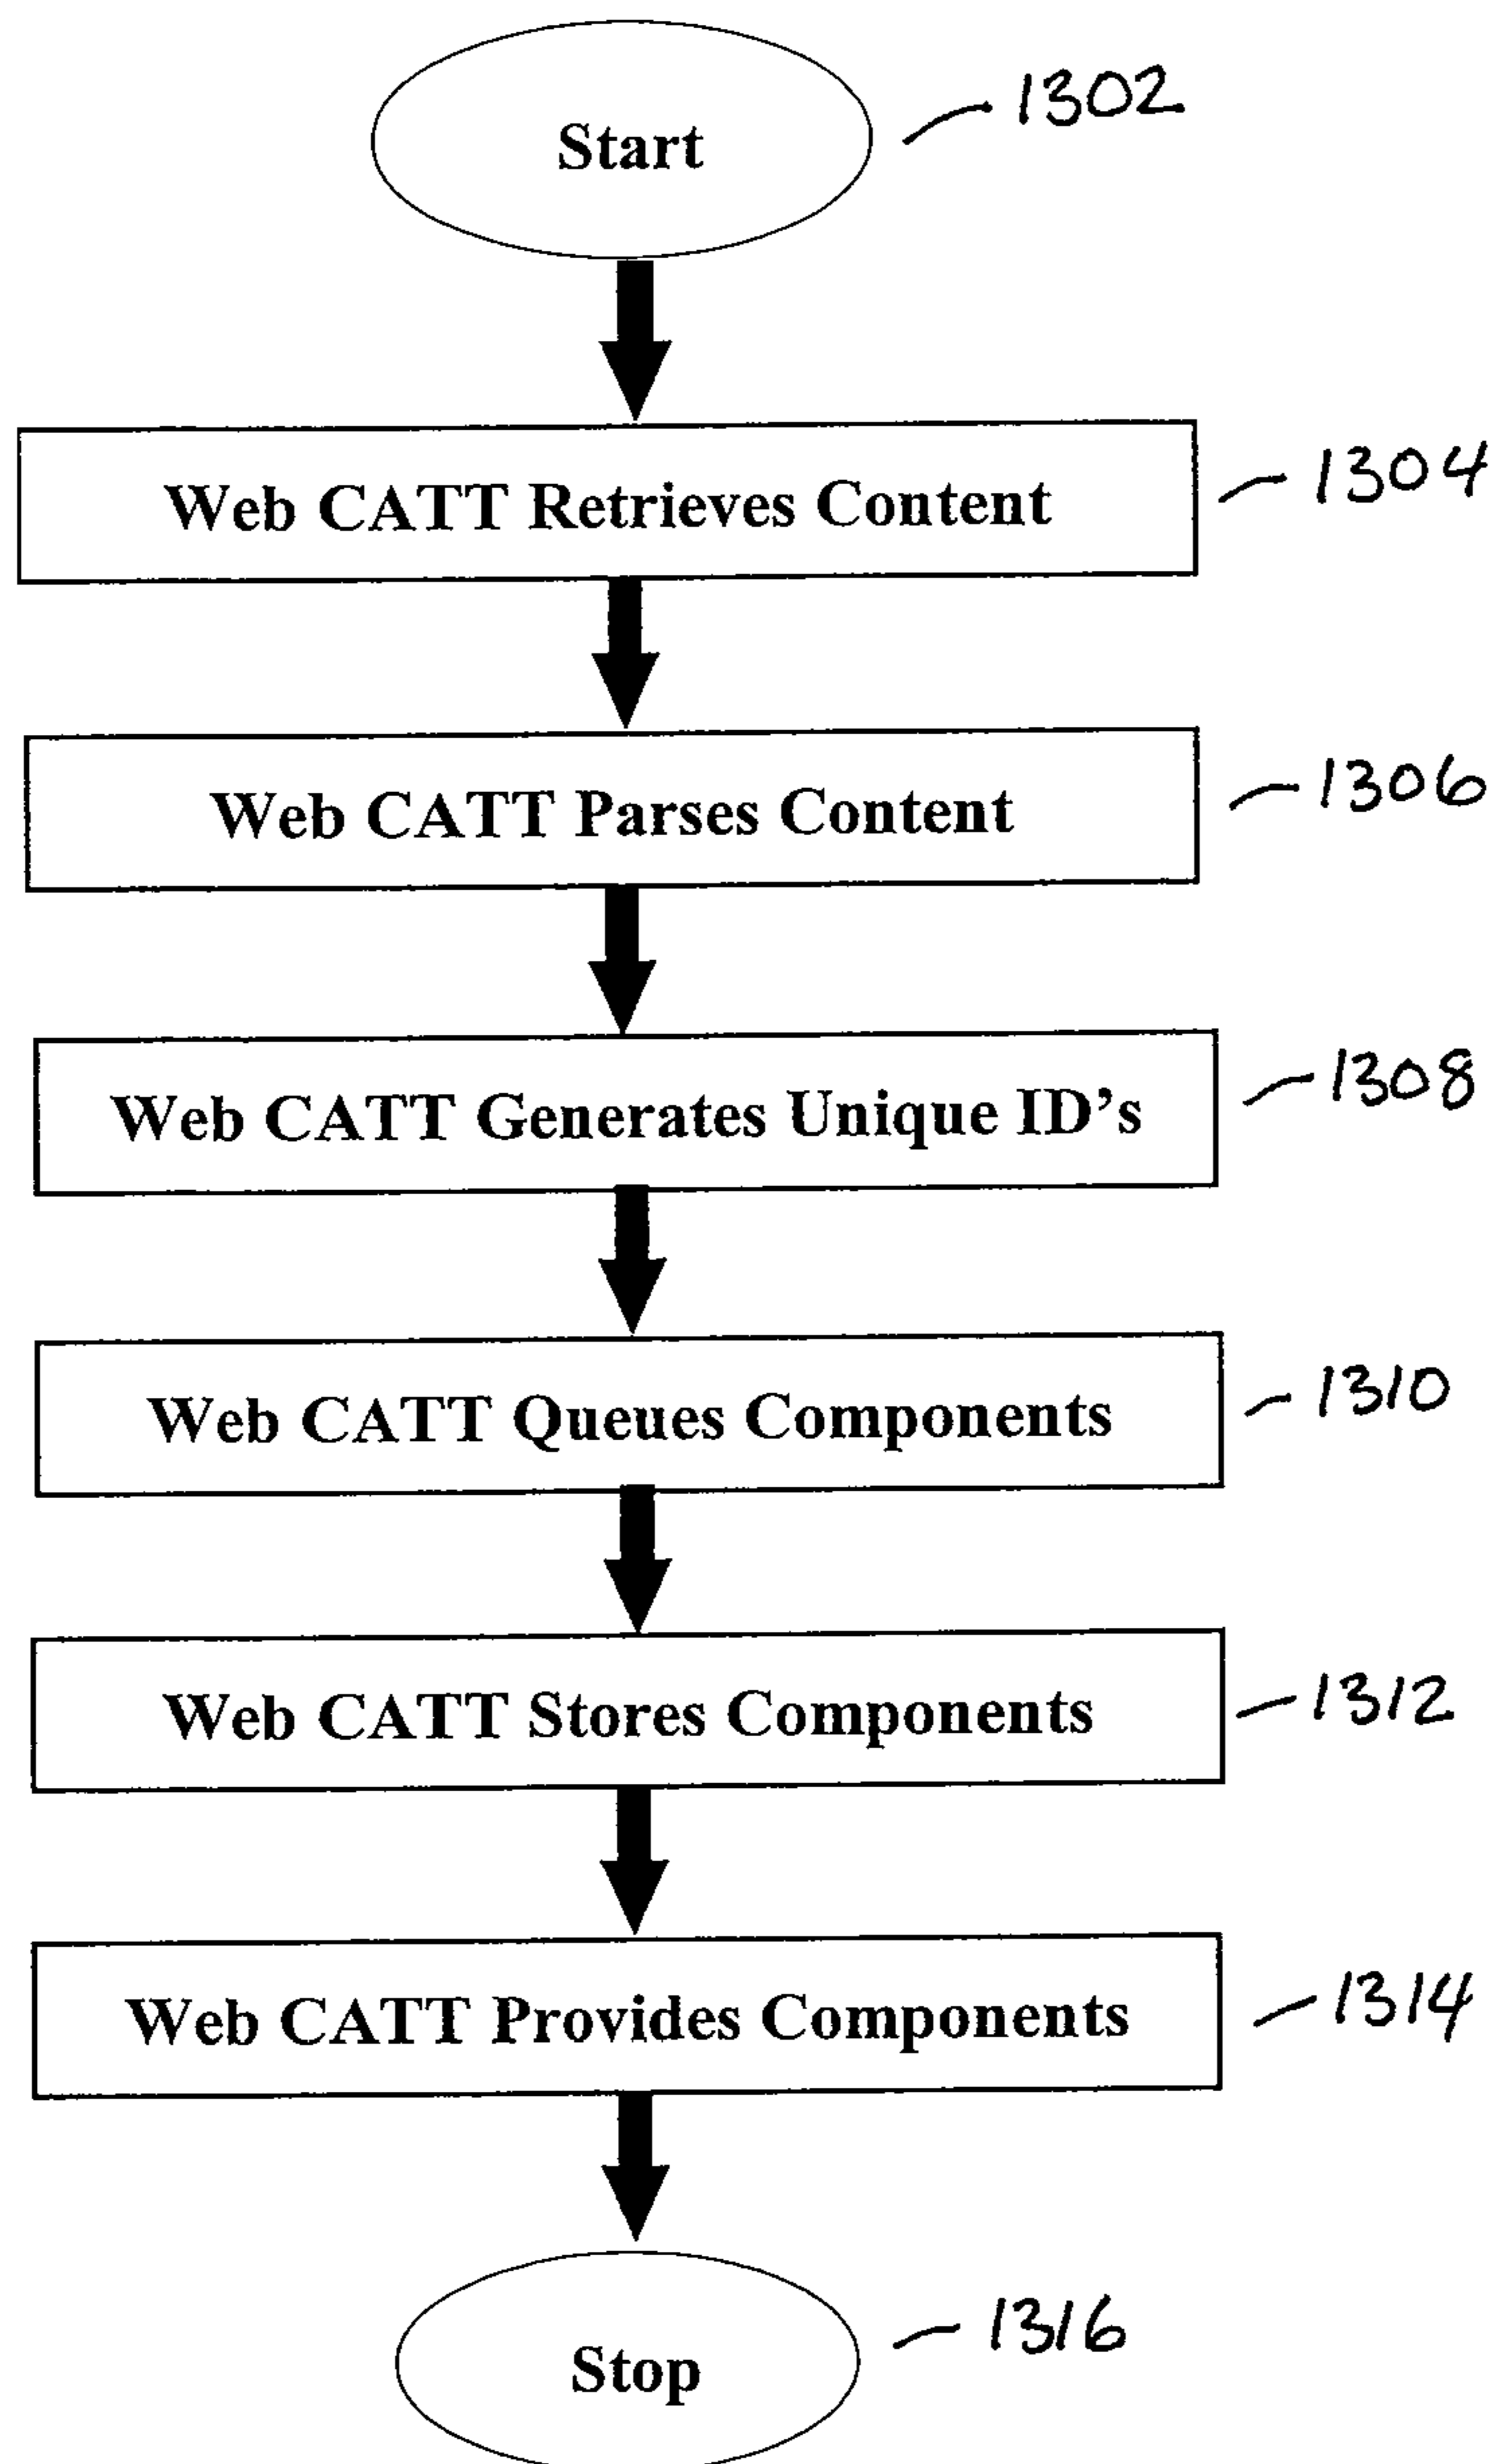 Start
1302
Web CATT Retrieves Content
1304
Web CATT Parses Content
1306
Web CATT Generates Unique ID's
1308
Web CATT Queues Components
1310
Web CATT Stores Components
1312
Web CATT Provides Components
1314
Stop
1316